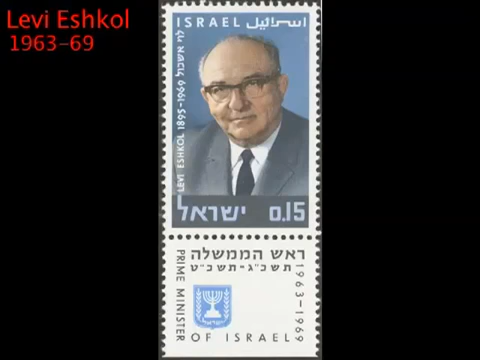 Levi Eshkol
1963-69
ISRAEL اسرائيل
לוי אשכול
LEVI ESHKOL 1895-1969
ישראל 0.15
ראש הממשלה
תשכ"ג-תשכ"ט
PRIME MINISTER
OF ISRAEL
1963-1969